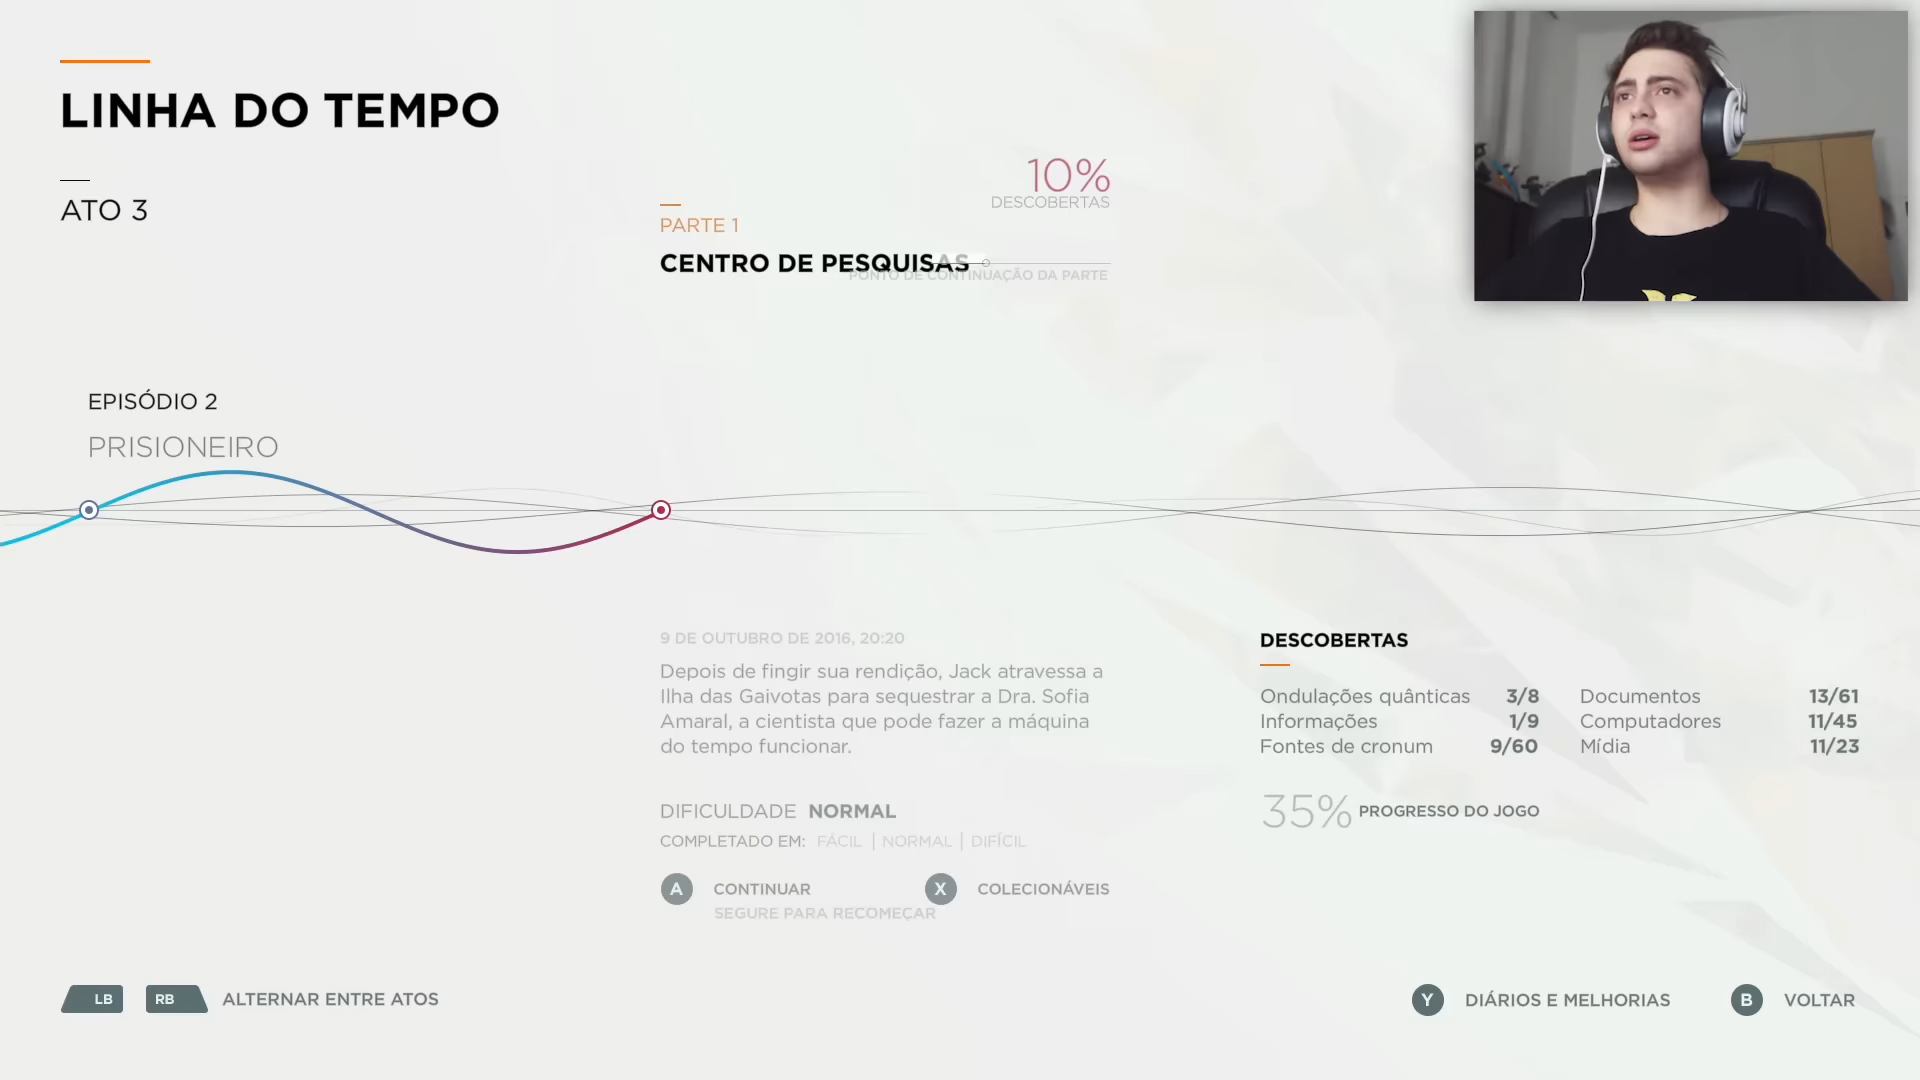 LINHA DO TEMPO
ATO 3
10%
DESCOBERTAS
PARTE 1
CENTRO DE PESQUISAS
PONTO DE CONTINUAÇÃO DA PARTE
EPISÓDIO 2
PRISIONEIRO
9 DE OUTUBRO DE 2016, 20:20
Depois de fingir sua rendição, Jack atravessa a
Ilha das Gaivotas para sequestrar a Dra. Sofia
Amaral, a cientista que pode fazer a máquina
do tempo funcionar.
DIFICULDADE NORMAL
COMPLETADO EM: FÁCIL | NORMAL | DIFÍCIL
A CONTINUAR X COLECIONÁVEIS
SEGURE PARA RECOMEÇAR
DESCOBERTAS
Ondulações quânticas 3/8 Documentos 13/61
Informações 1/9 Computadores 11/45
Fontes de cronum 9/60 Mídia 11/23
35% PROGRESSO DO JOGO
LB RB ALTERNAR ENTRE ATOS
Y DIÁRIOS E MELHORIAS B VOLTAR